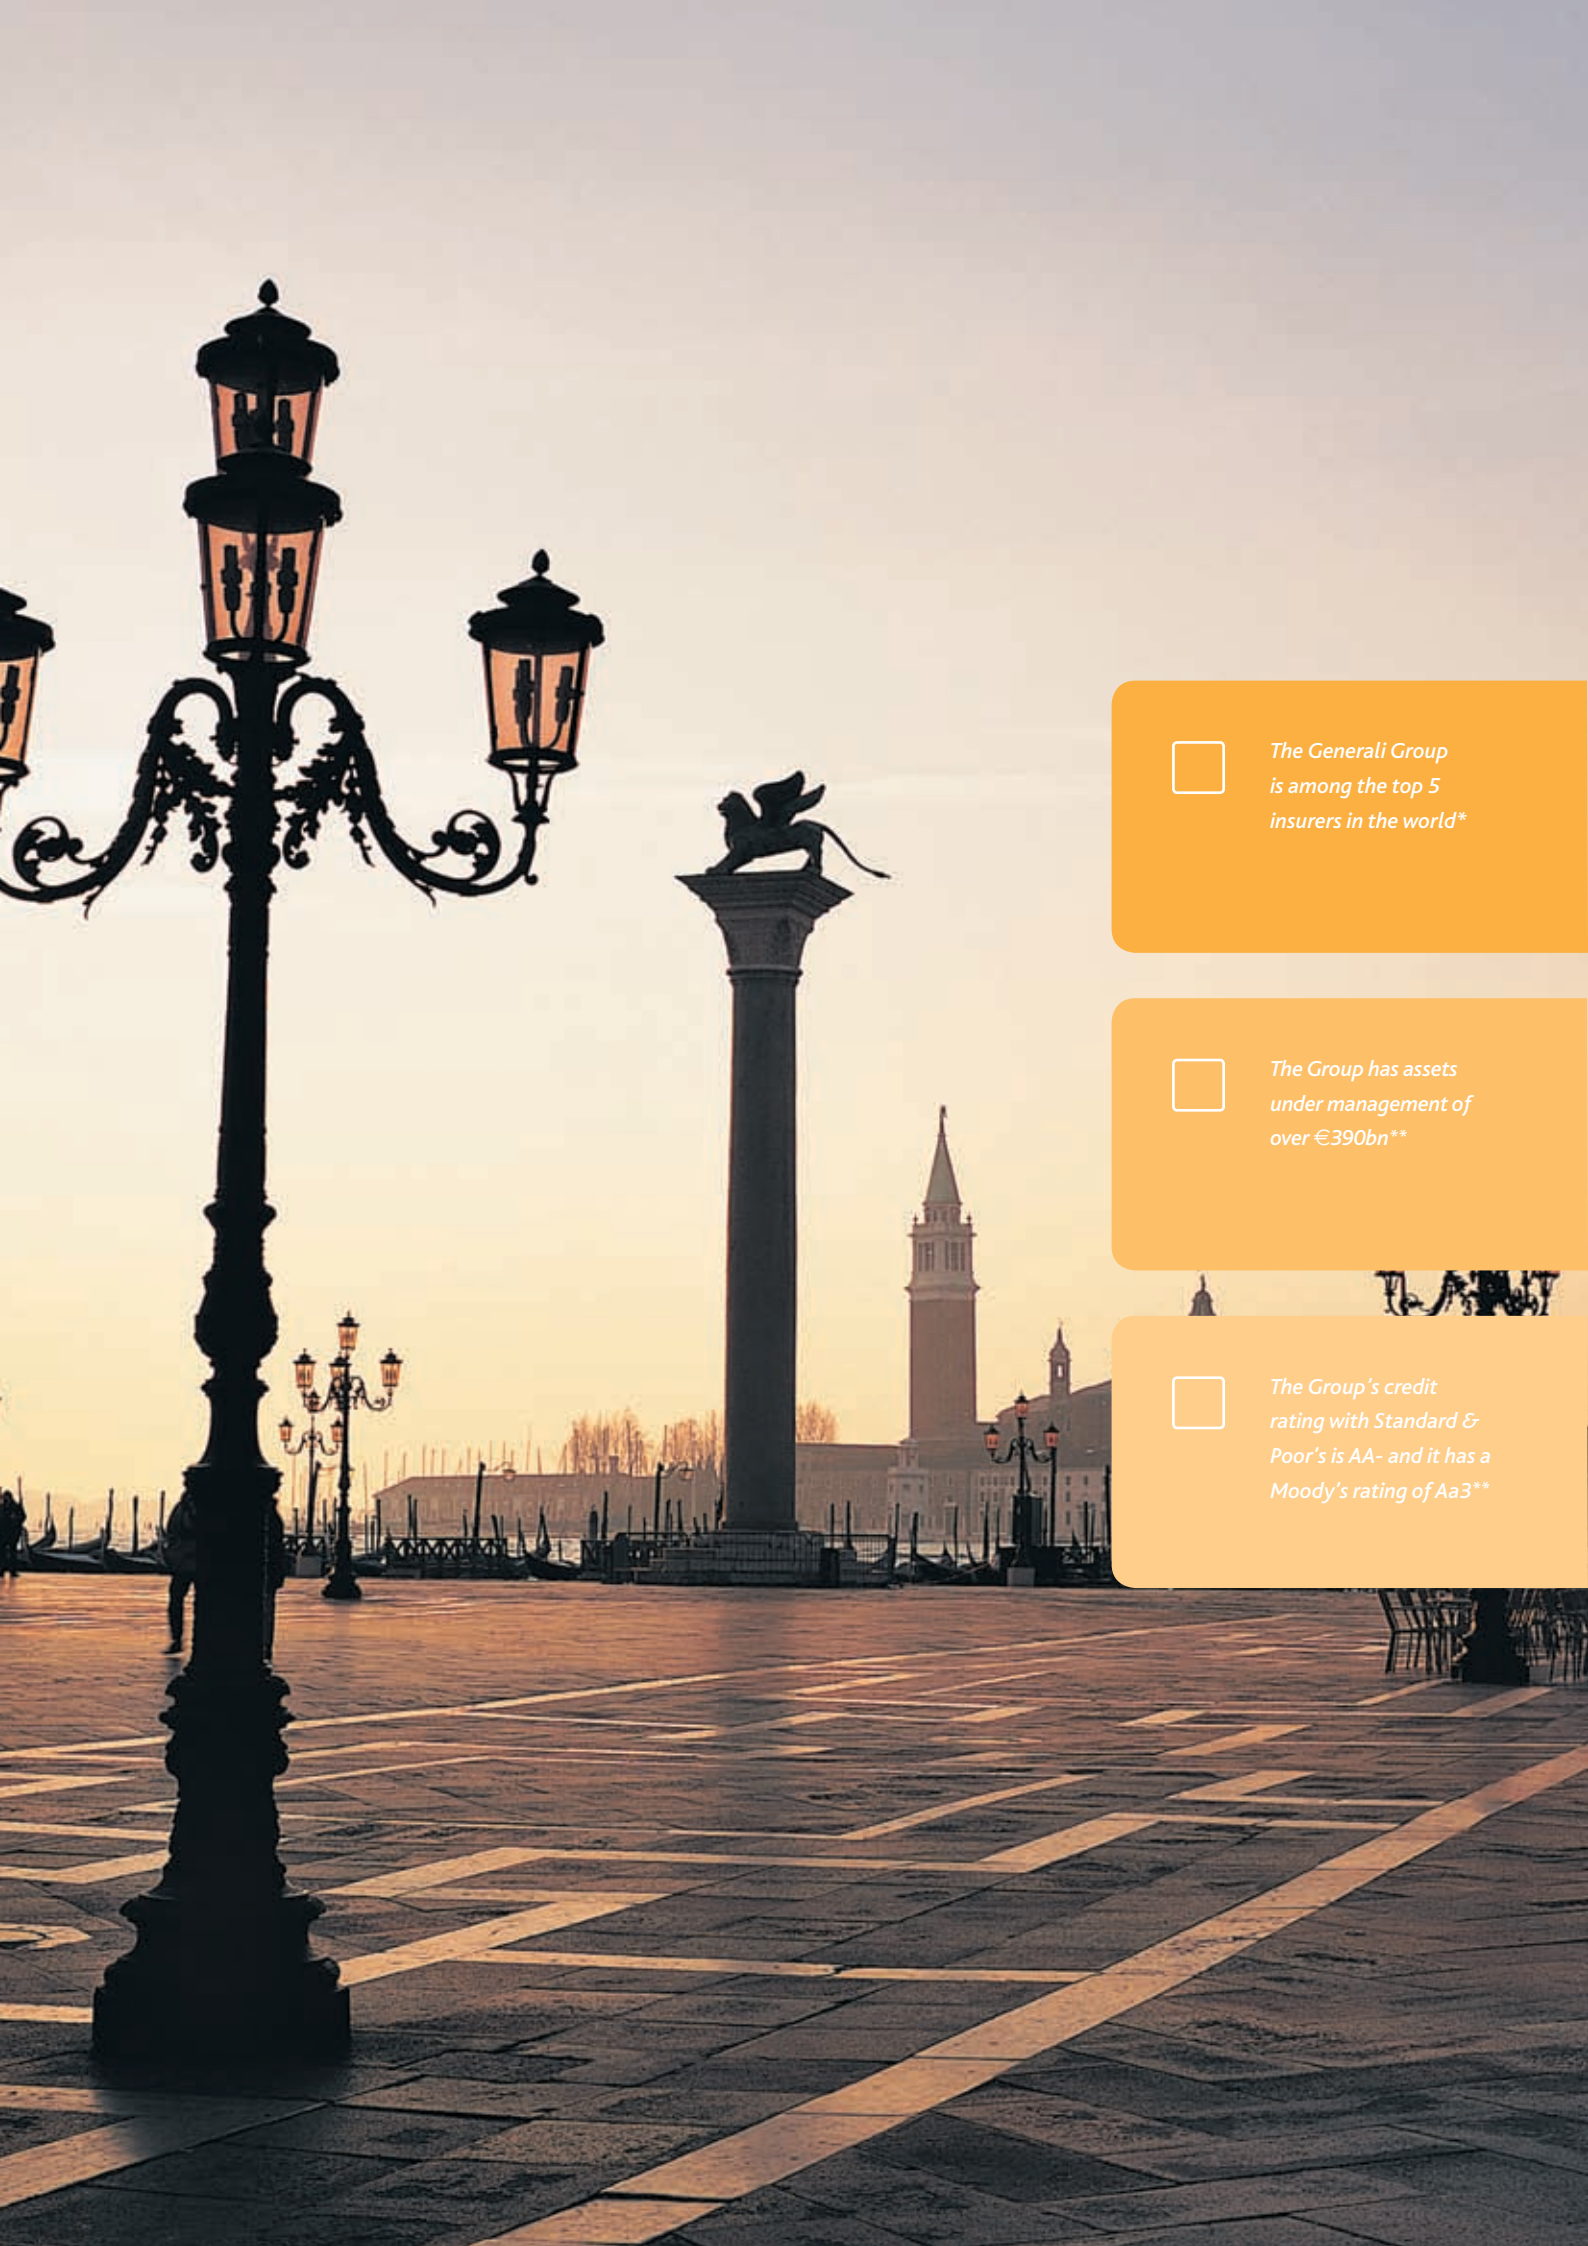 The Generali Group
is among the top 5
insurers in the world*
The Group has assets
under management of
over €390bn**
The Group's credit
rating with Standard &
Poor's is AA- and it has a
Moody's rating of Aa3**